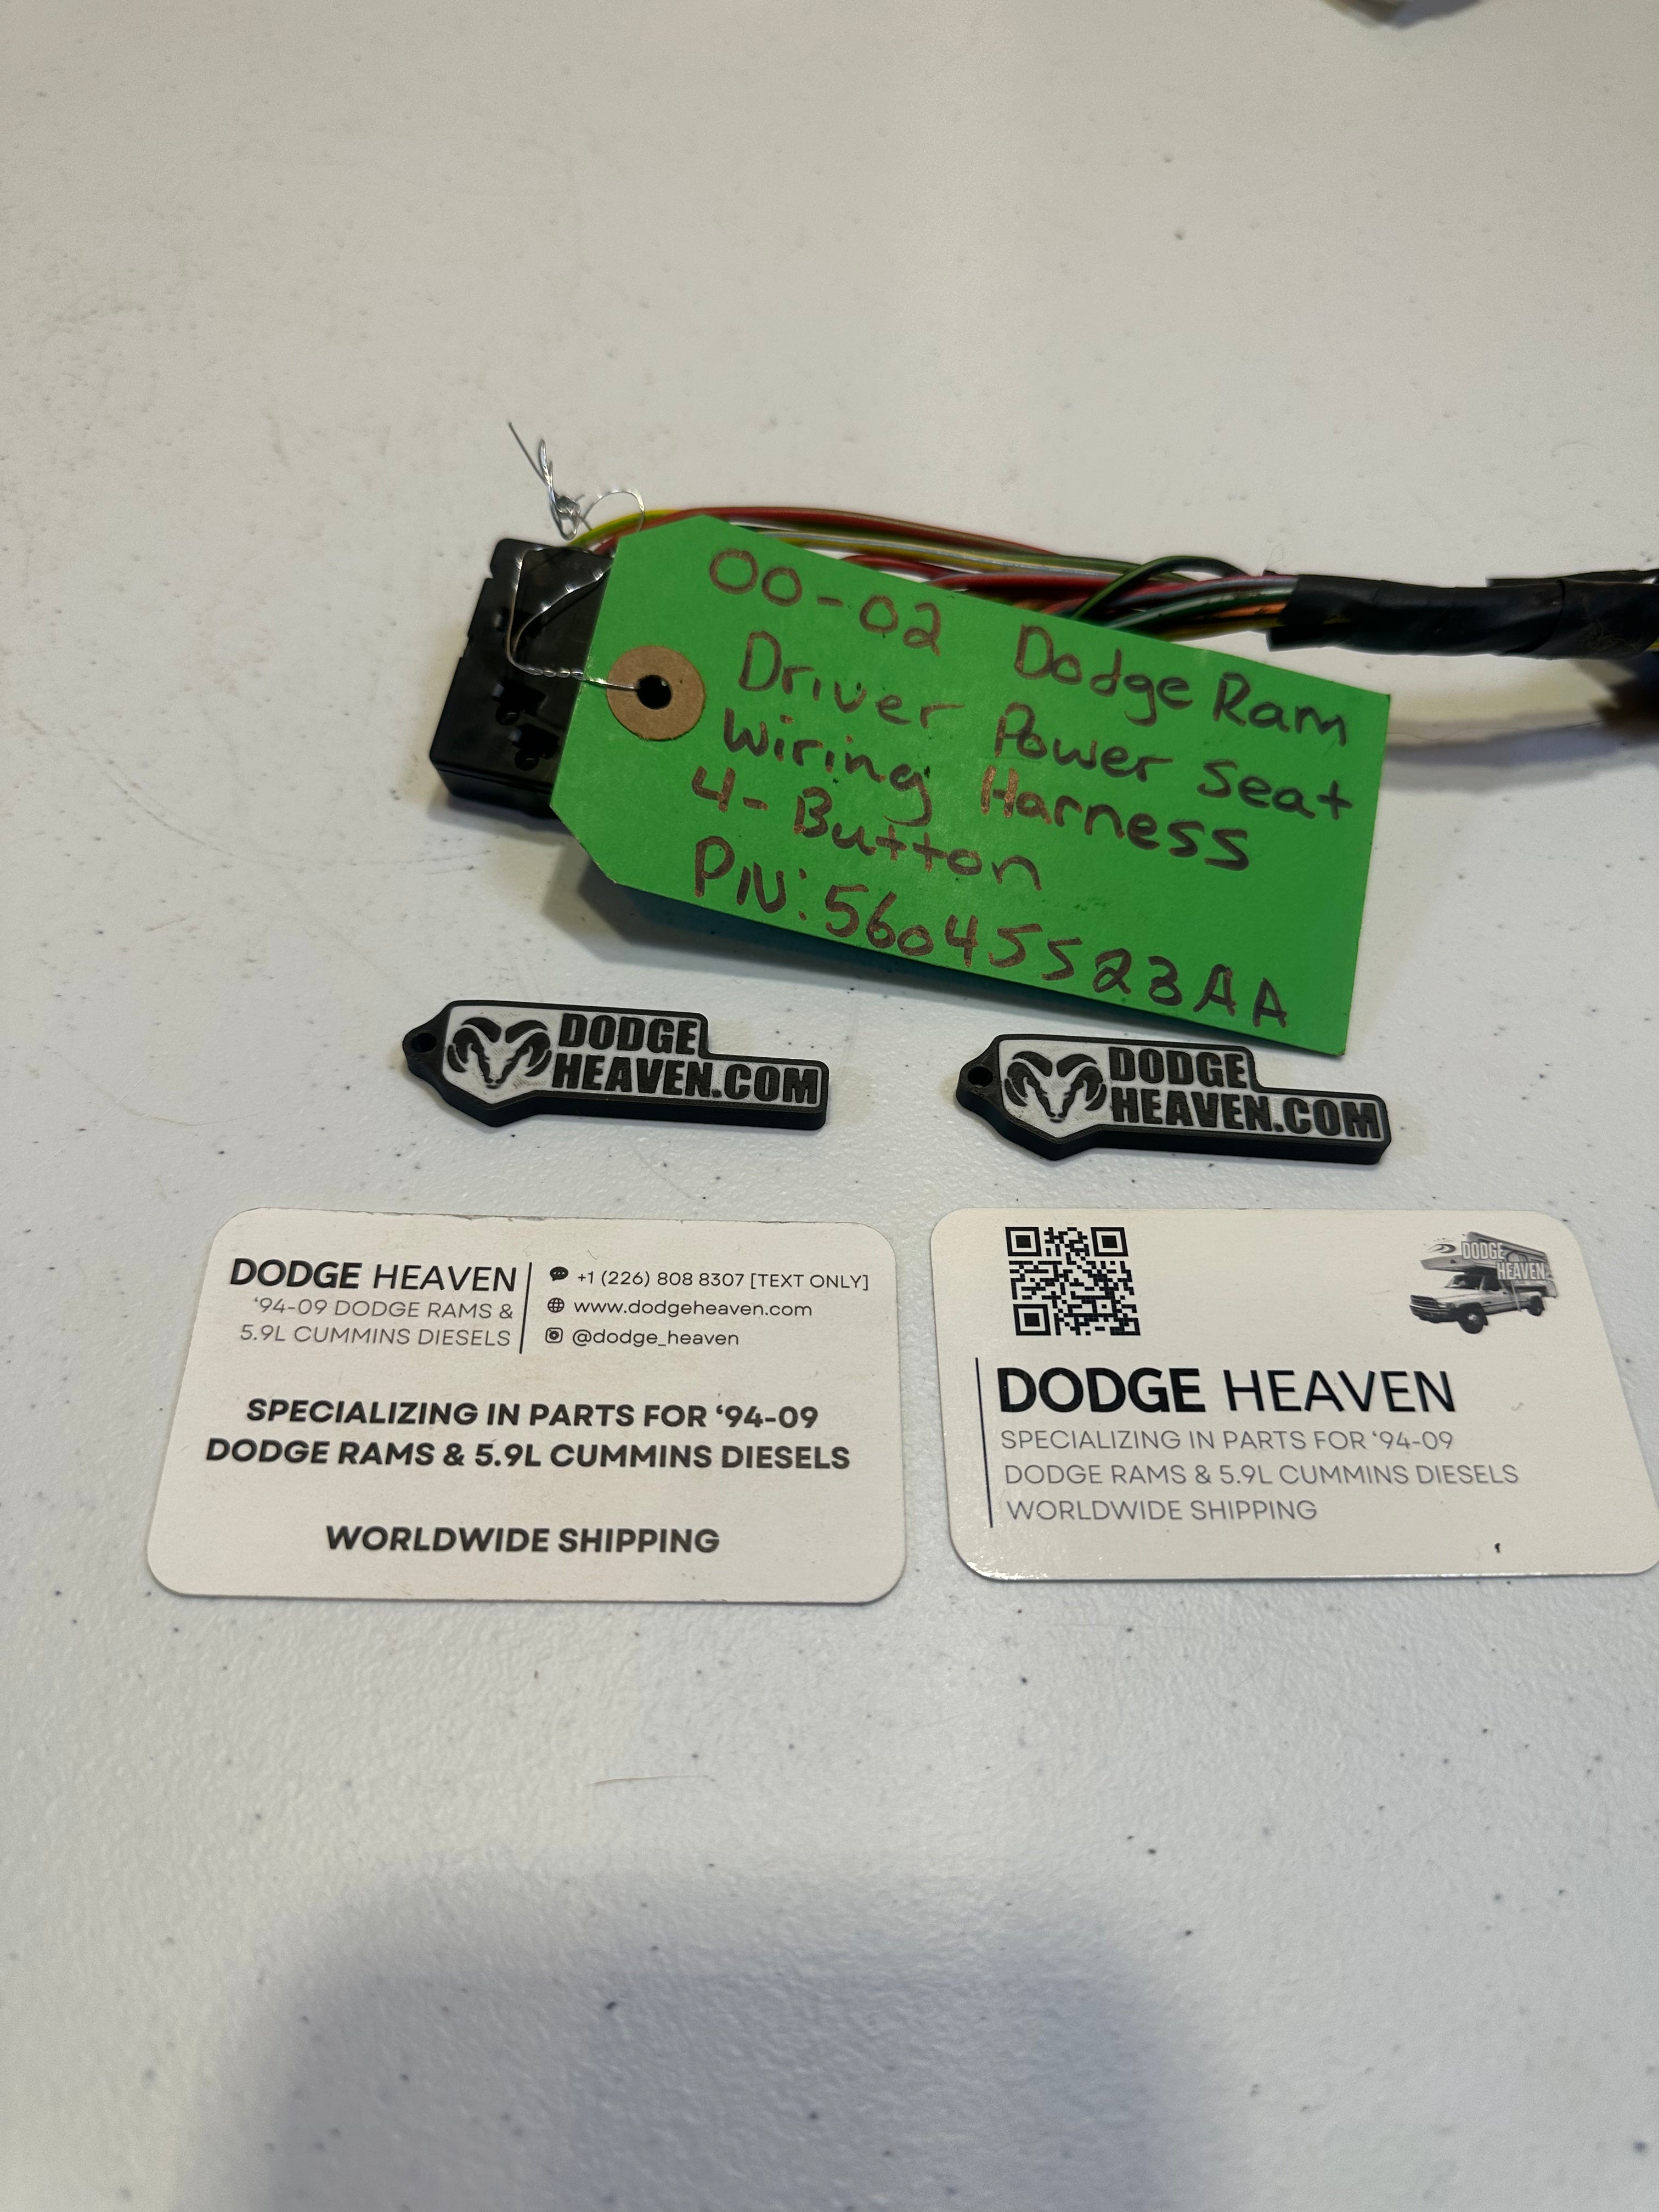 00-02 Dodge Ram
Driver Power Seat
Wiring Harness
4-Button
PN: 56045523AA
DODGE
HEAVEN.COM
DODGE
HEAVEN.COM
DODGE HEAVEN
‘94-09 DODGE RAMS &
5.9L CUMMINS DIESELS
+1 (226) 808 8307 [TEXT ONLY]
www.dodgeheaven.com
@dodge_heaven
SPECIALIZING IN PARTS FOR ‘94-09
DODGE RAMS & 5.9L CUMMINS DIESELS
WORLDWIDE SHIPPING
DODGE
HEAVEN
DODGE HEAVEN
SPECIALIZING IN PARTS FOR ‘94-09
DODGE RAMS & 5.9L CUMMINS DIESELS
WORLDWIDE SHIPPING